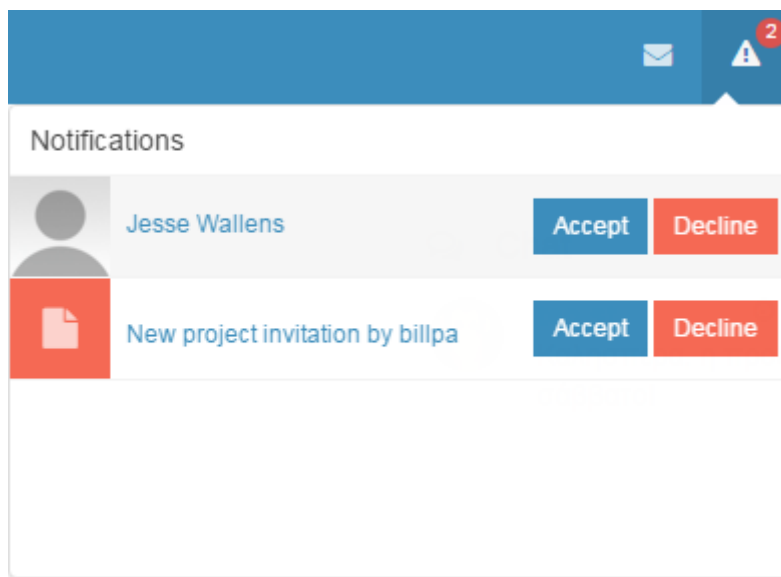 2
Notifications
Jesse Wallens Accept Decline
New project invitation by billpa Accept Decline